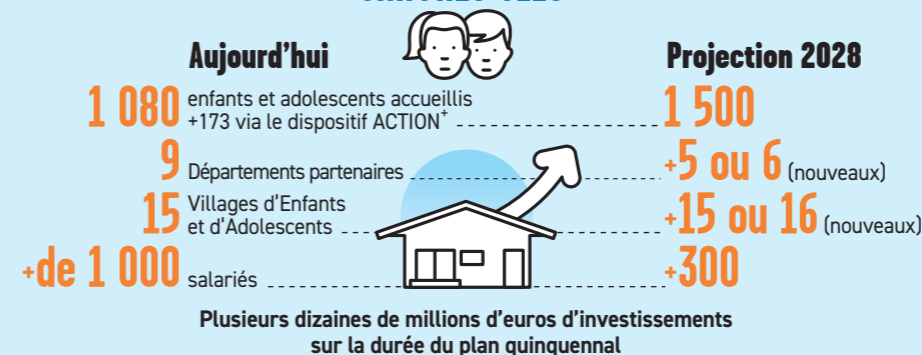 Aujourd'hui
Projection 2028
1 080 enfants et adolescents accueillis
+173 via le dispositif ACTION+
1 500
9 Départements partenaires
+5 ou 6 (nouveaux)
15 Villages d'Enfants
et d'Adolescents
+15 ou 16 (nouveaux)
+de 1 000 salariés
+300
Plusieurs dizaines de millions d'euros d'investissements
sur la durée du plan quinquennal